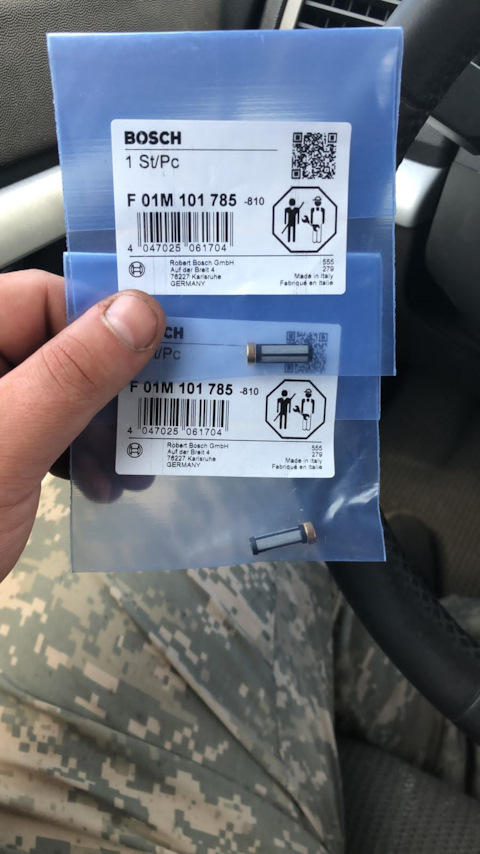 BOSCH
1 St/Pc
F 01M 101 785 -810
4 047025 061704
Robert Bosch GmbH
Auf der Breit 4
76227 Karlsruhe
GERMANY
555
279
Made in Italy
Fabriqué en Italie
SCH
t/Pc
F 01M 101 785 -810
4 047025 061704
Robert Bosch GmbH
Auf der Breit 4
76227 Karlsruhe
GERMANY
555
279
Made in Italy
Fabriqué en Italie